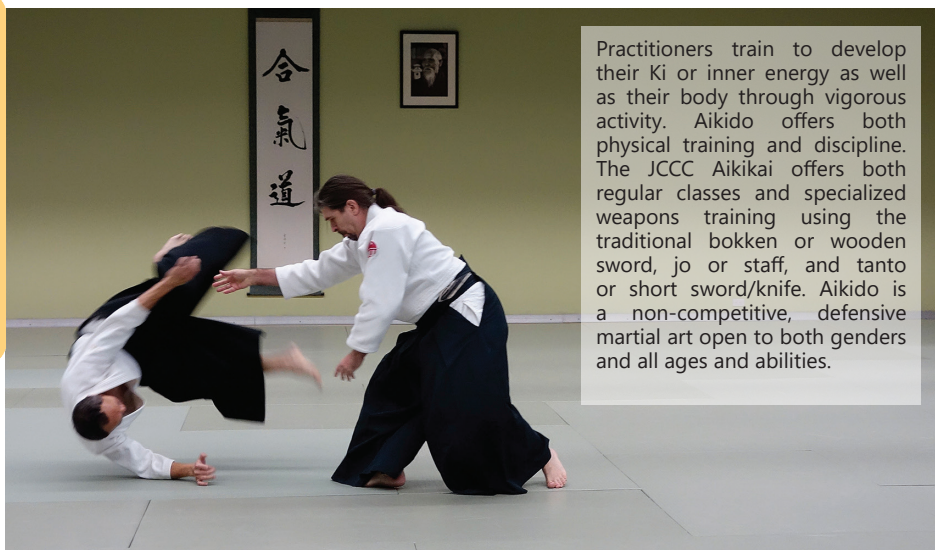 合
氣
道
Practitioners train to develop
their Ki or inner energy as well
as their body through vigorous
activity. Aikido offers both
physical training and discipline.
The JCCC Aikikai offers both
regular classes and specialized
weapons training using the
traditional bokken or wooden
sword, jo or staff, and tanto
or short sword/knife. Aikido is
a non-competitive, defensive
martial art open to both genders
and all ages and abilities.